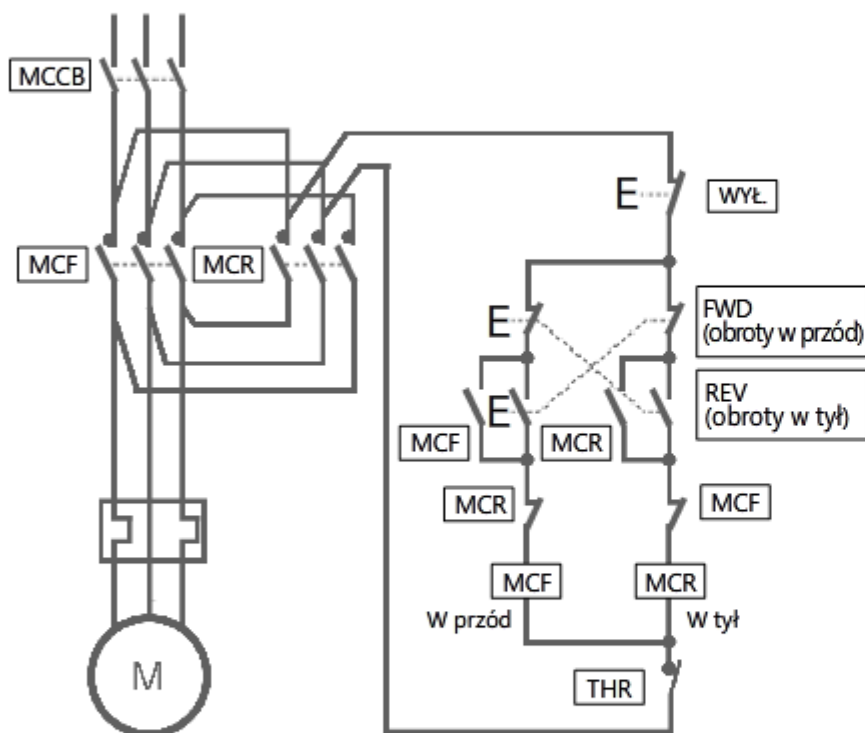 MCCB
E
WYŁ.
MCF
MCR
E
FWD
(obroty w przód)
E
REV
(obroty w tył)
MCF
MCR
MCR
MCF
MCF
MCR
W przód
W tył
M
THR